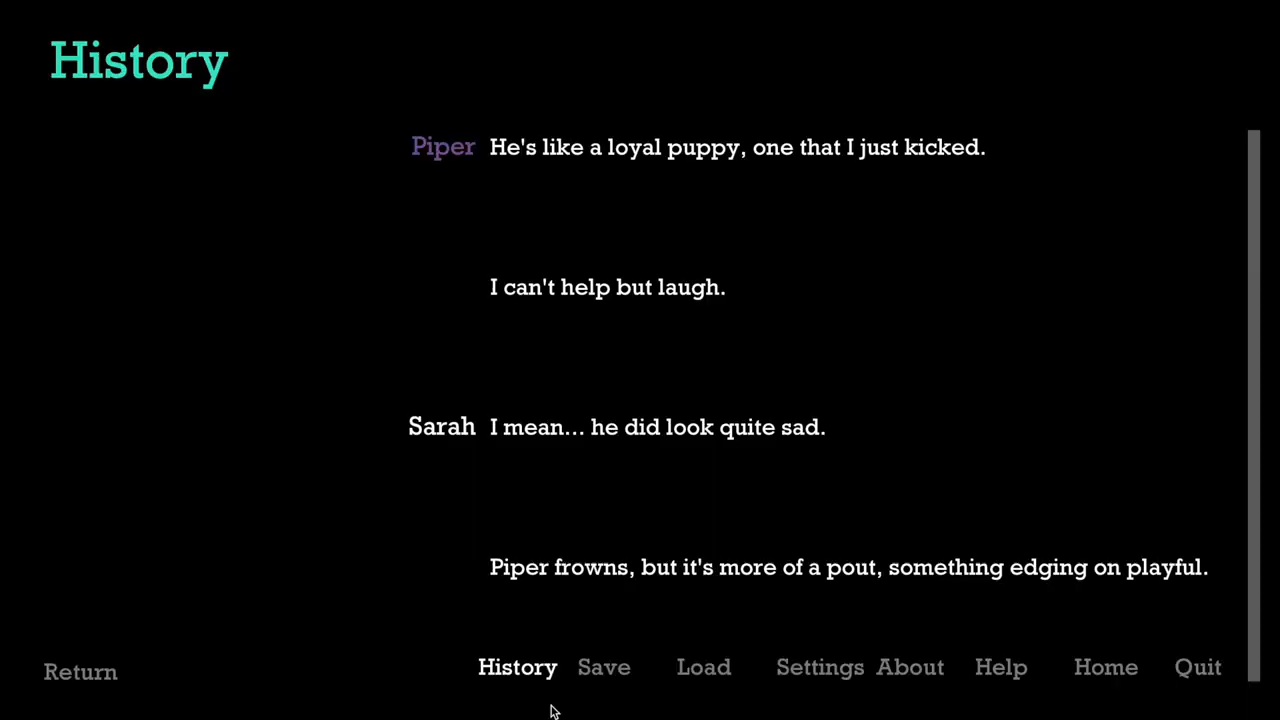 History
Piper He's like a loyal puppy, one that I just kicked.
I can't help but laugh.
Sarah I mean... he did look quite sad.
Piper frowns, but it's more of a pout, something edging on playful.
Return History Save Load Settings About Help Home Quit